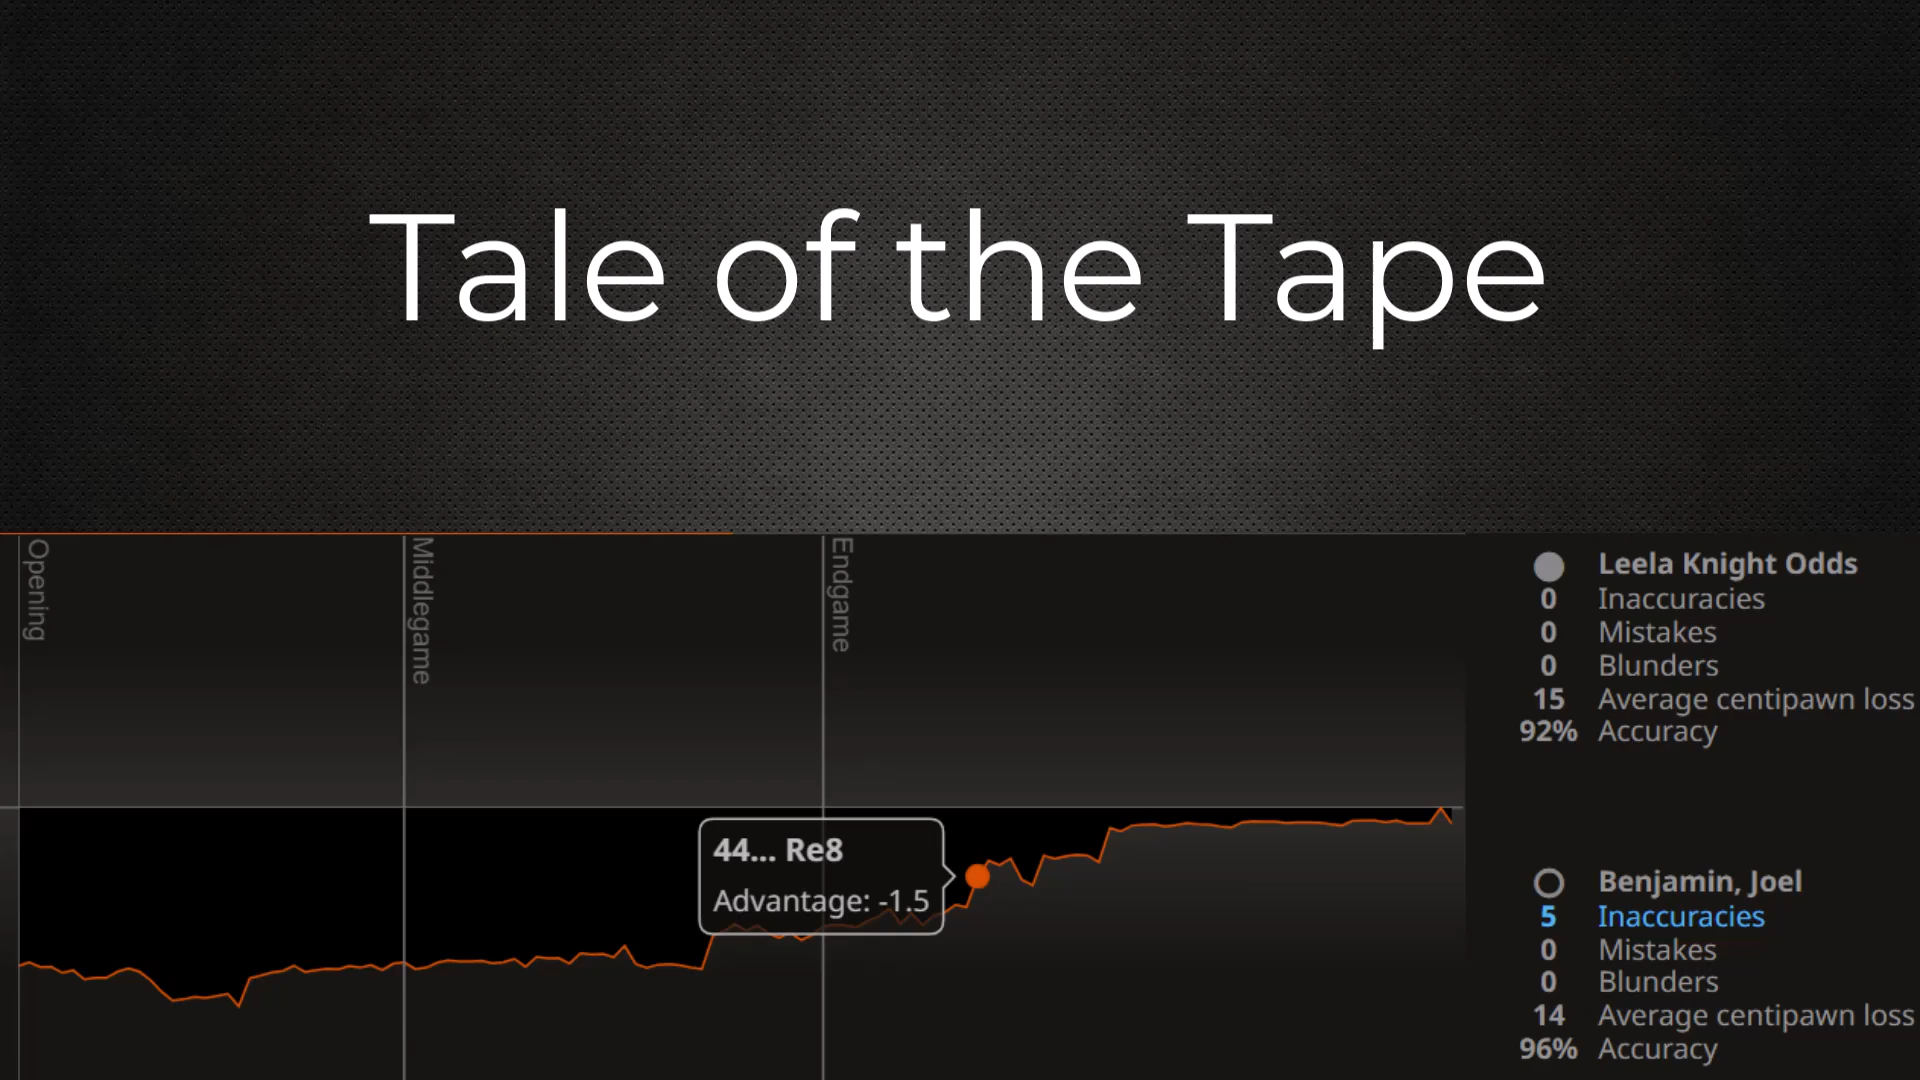 Tale of the Tape
Opening
Middlegame
Endgame
44... Re8
Advantage: -1.5
Leela Knight Odds
0 Inaccuracies
0 Mistakes
0 Blunders
15 Average centipawn loss
92% Accuracy
Benjamin, Joel
5 Inaccuracies
0 Mistakes
0 Blunders
14 Average centipawn loss
96% Accuracy